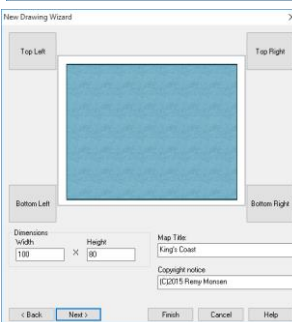 New Drawing Wizard
Top Left
Top Right
Bottom Left
Bottom Right
Dimensions
Width
Height
100
X
80
Map Title:
King's Coast
Copyright notice
(C)2015 Remy Monsen
< Back
Next >
Finish
Cancel
Help